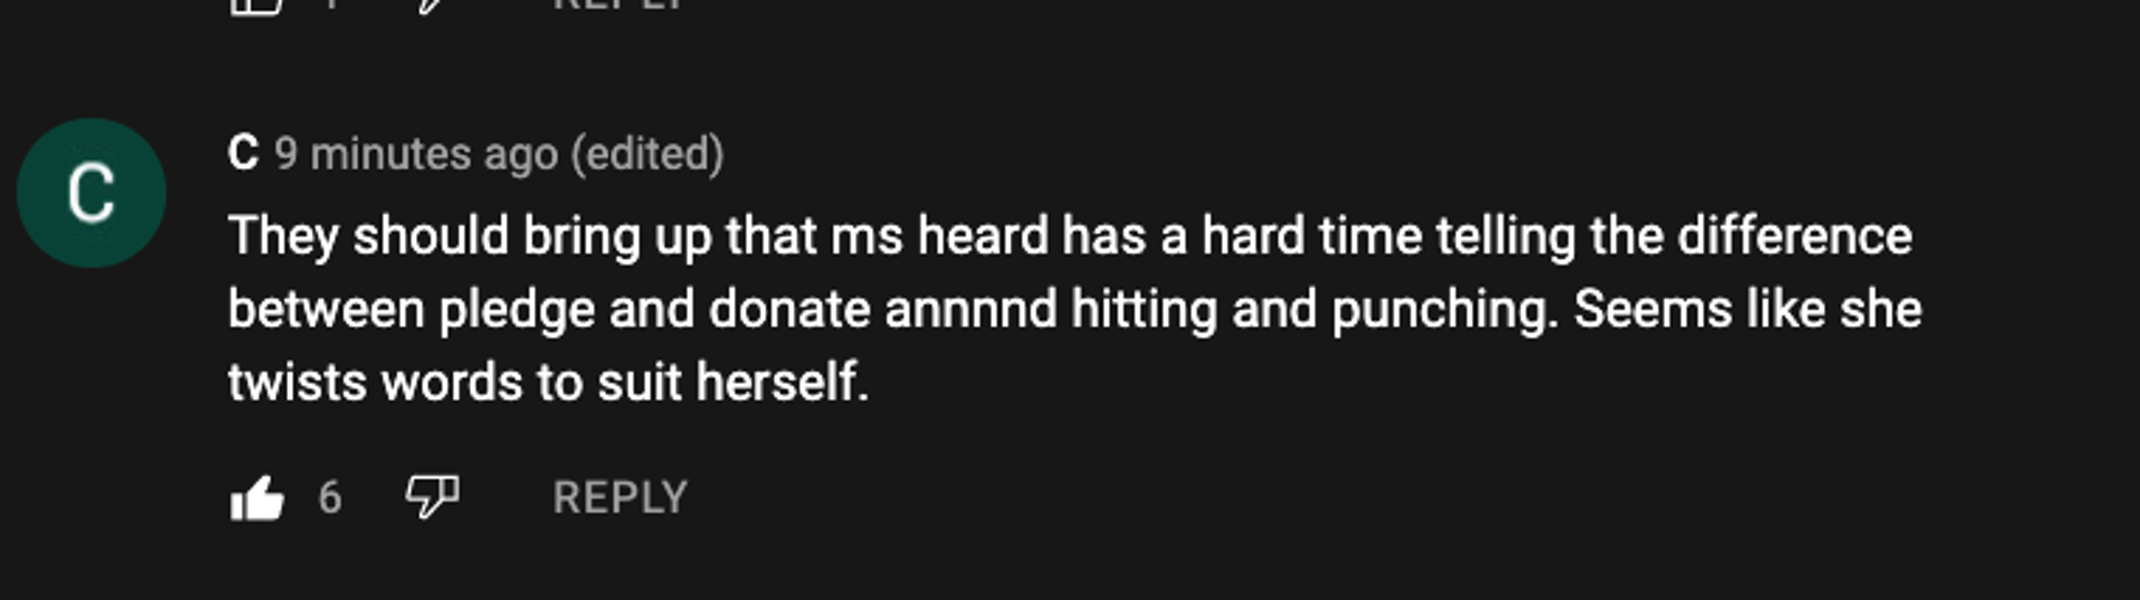 REPLY
C
C 9 minutes ago (edited)
They should bring up that ms heard has a hard time telling the difference
between pledge and donate annnnd hitting and punching. Seems like she
twists words to suit herself.
6 REPLY